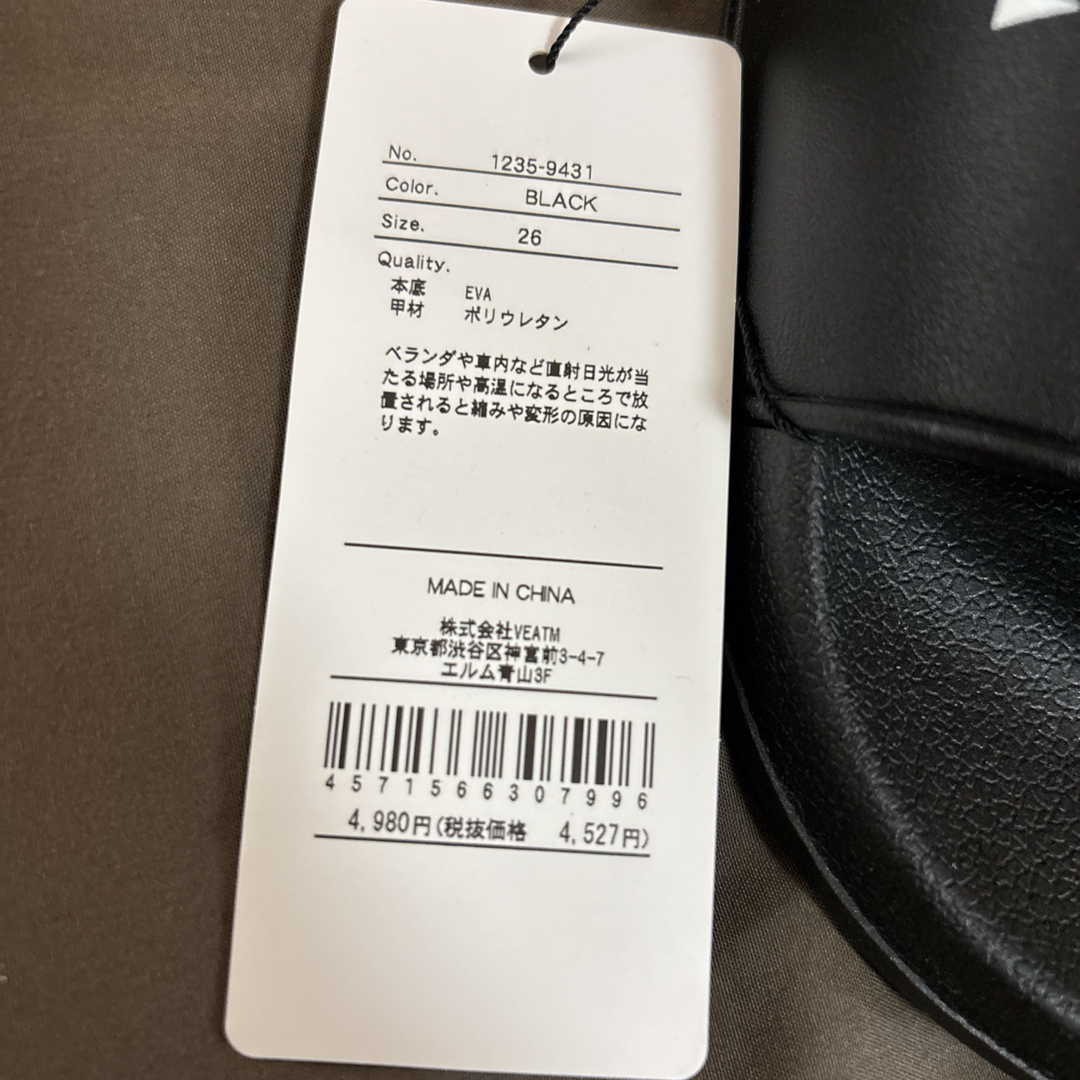 No. 1235-9431
Color. BLACK
Size. 26
Quality.
本底 EVA
甲材 ポリウレタン
ベランダや車内など直射日光が当
たる場所や高温になるところで放
置されると縮みや変形の原因にな
ります。
MADE IN CHINA
株式会社VEATM
東京都渋谷区神宮前3-4-7
エルム青山3F
4571566307996
4,980円(税抜価格 4,527円)